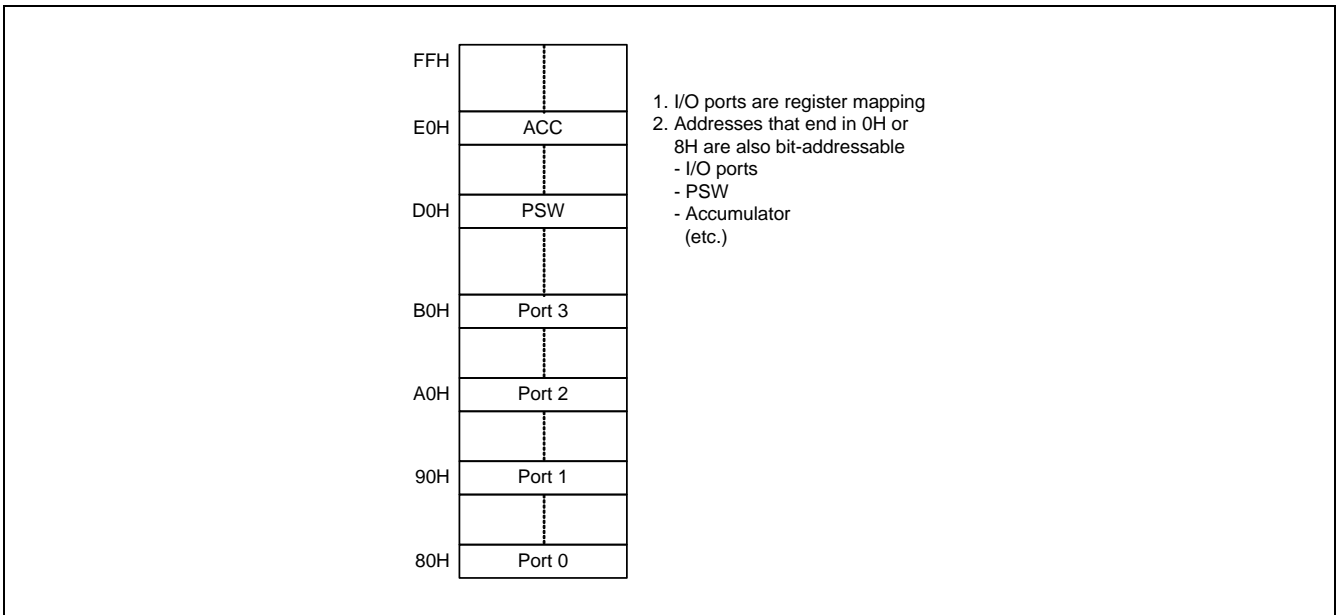 FFH
E0H ACC
D0H PSW
B0H Port 3
A0H Port 2
90H Port 1
80H Port 0
1. I/O ports are register mapping
2. Addresses that end in 0H or
8H are also bit-addressable
- I/O ports
- PSW
- Accumulator
(etc.)